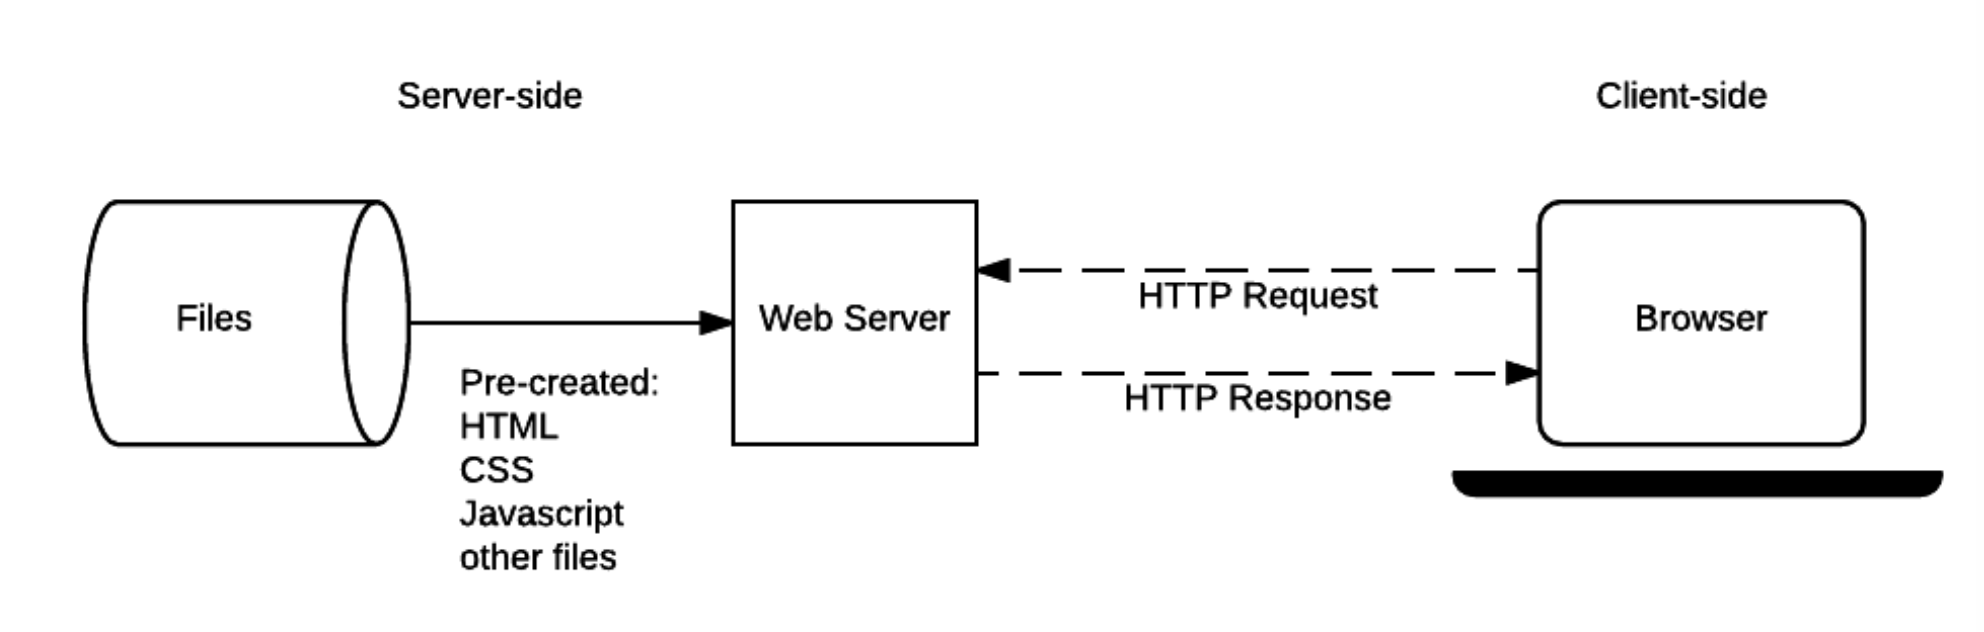 Server-side
Client-side
Files
Web Server
HTTP Request
HTTP Response
Browser
Pre-created:
HTML
CSS
Javascript
other files